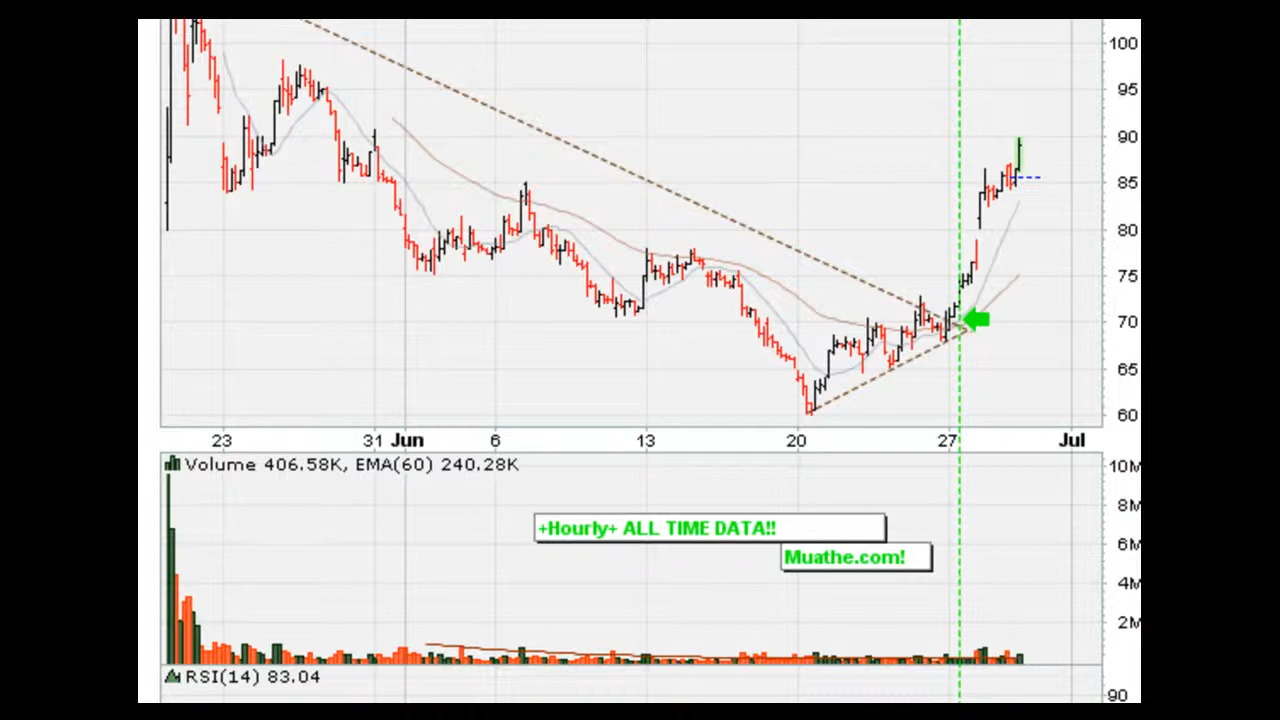 100
95
90
85
80
75
70
65
60
23 31 Jun 6 13 20 27 Jul
Volume 406.58K, EMA(60) 240.28K
10M
8M
+Hourly+ ALL TIME DATA!!
6M
Muathe.com!
4M
2M
RSI(14) 83.04
90